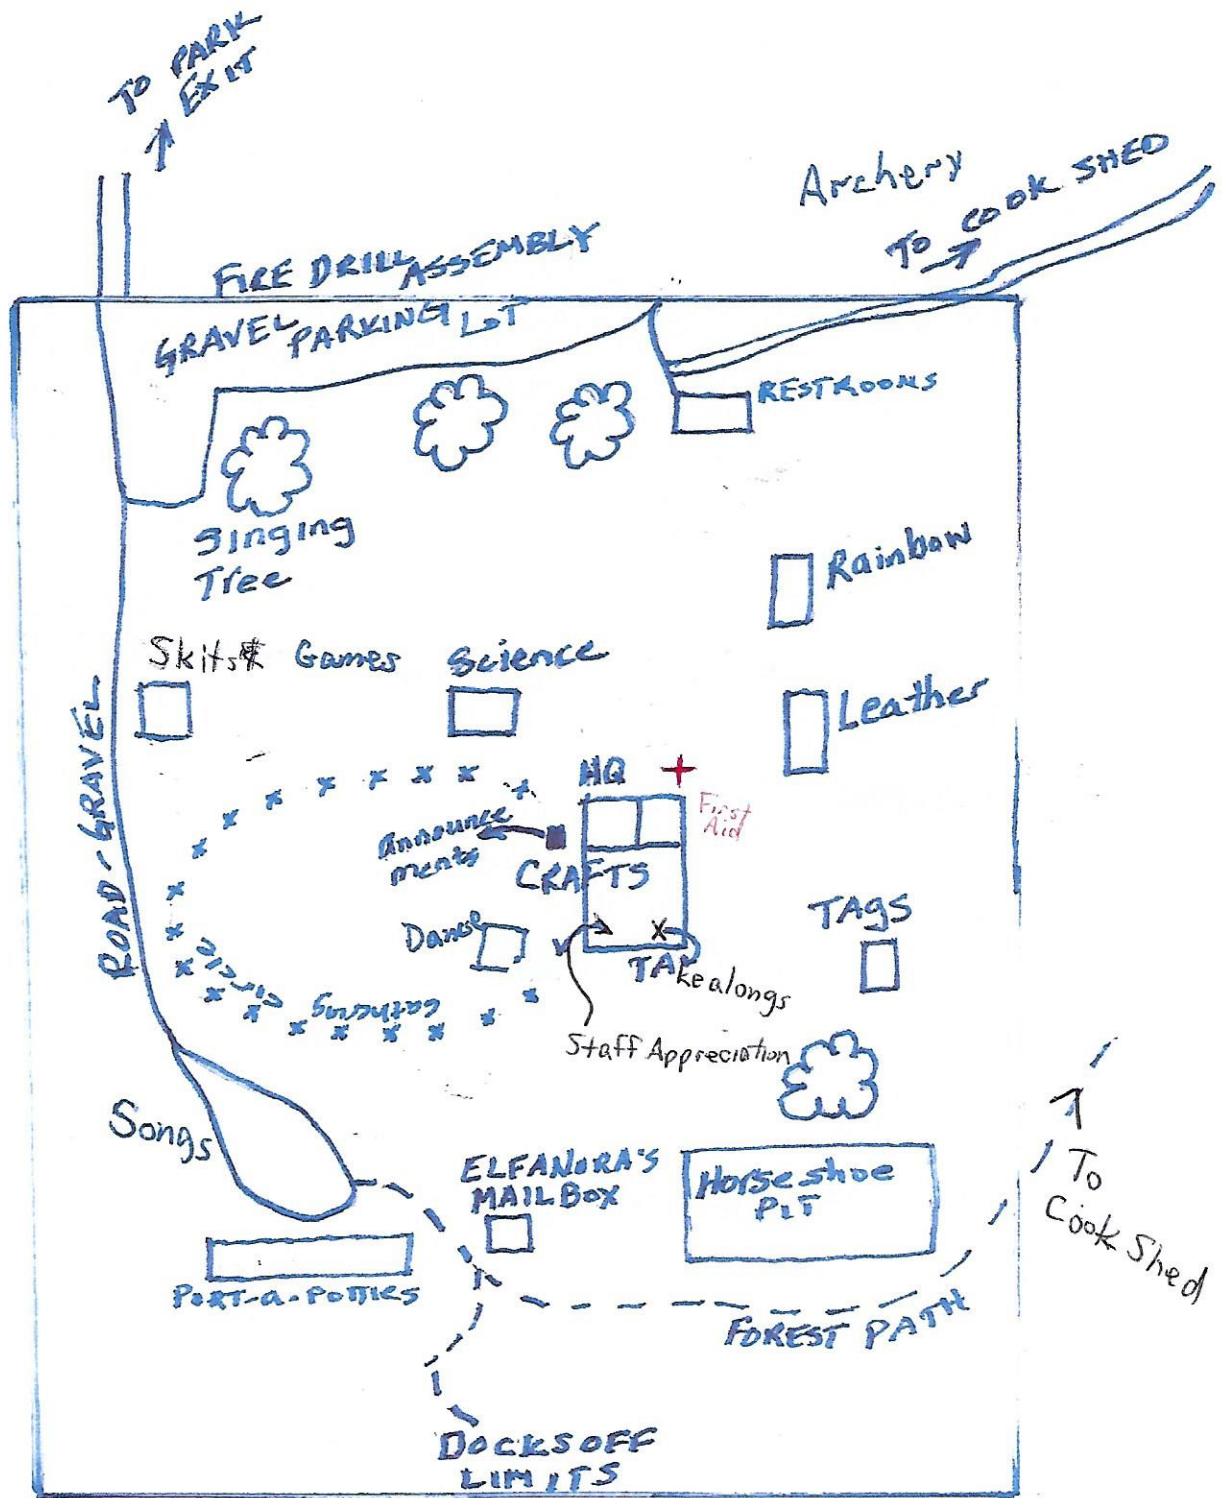 TO PARK
EXIT
Archery
TO COOK SHED
FIRE DRILL ASSEMBLY
GRAVEL PARKING LOT
RESTROOMS
Singing
Tree
Rainbow
Skits & Games
Science
Leather
ROAD-GRAVEL
HQ
First
Aid
Announce
ments
CRAFTS
TAgs
Dance
TAkealongs
Gathering Circle
Staff Appreciation
Songs
ELFANORA'S
MAILBOX
Horseshoe
PIT
To
Cook Shed
PORT-a-POTTIES
FOREST PATH
DOCKS OFF
LIMITS